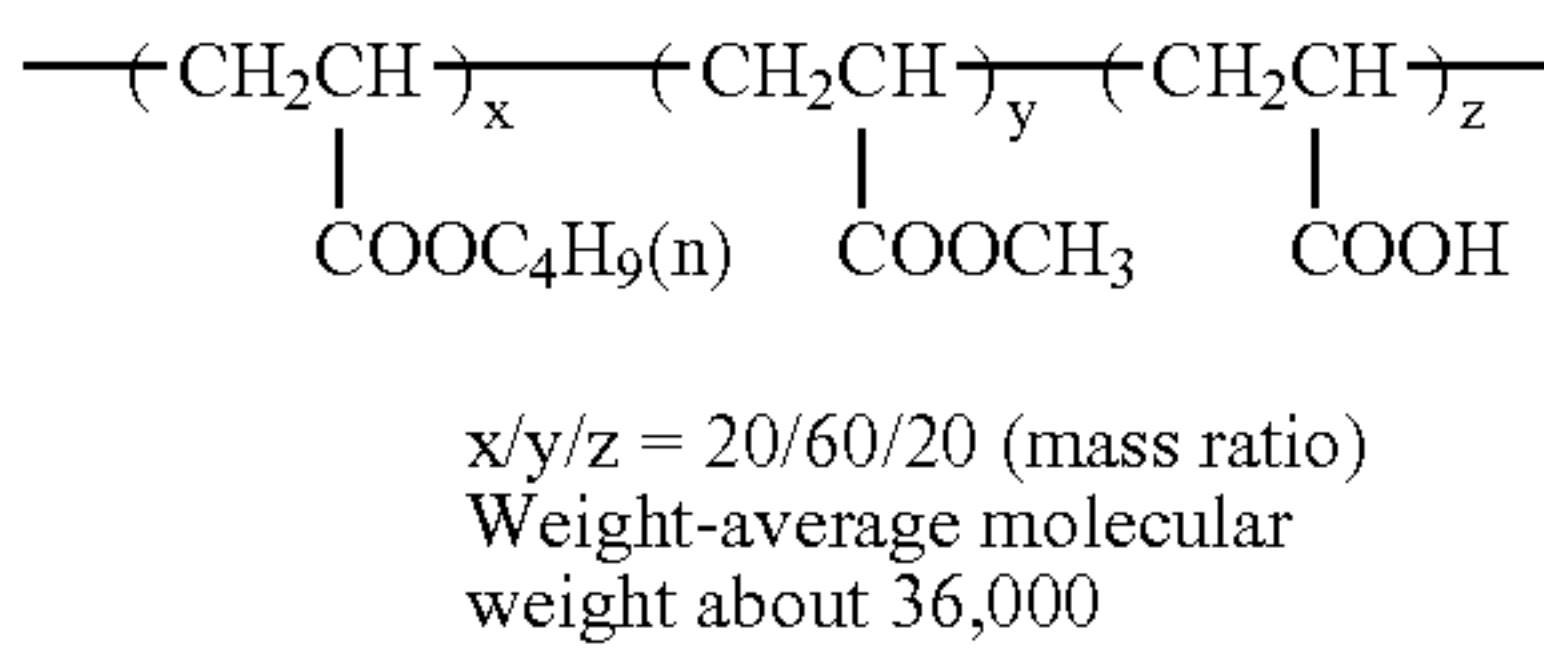 —(CH₂CH)x—(CH₂CH)y—(CH₂CH)z—
COOC₄H₉(n) COOCH₃ COOH
x/y/z = 20/60/20 (mass ratio)
Weight-average molecular
weight about 36,000